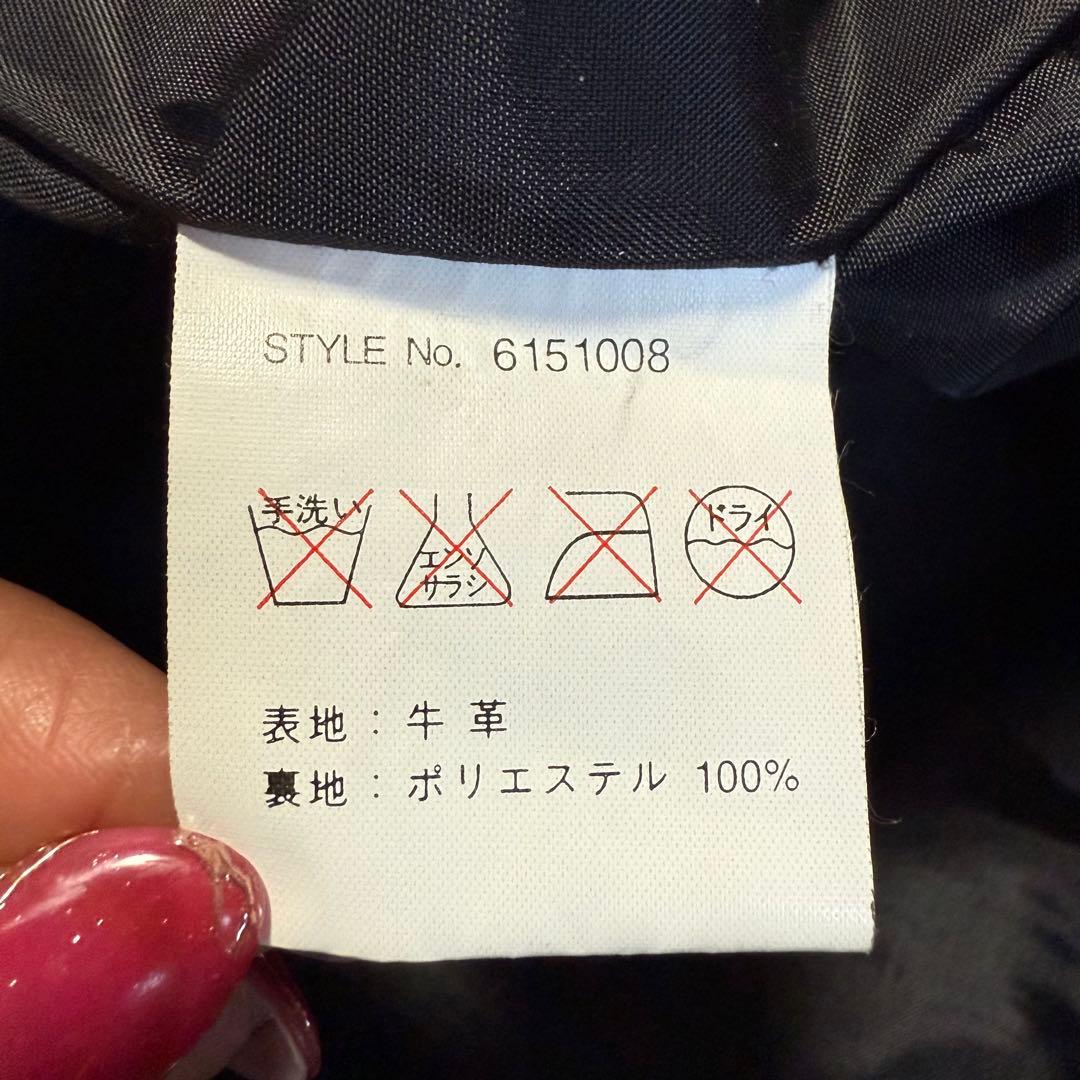 STYLE No. 6151008
手洗い エンソ ドライ
サラシ
表地：牛革
裏地：ポリエステル 100%